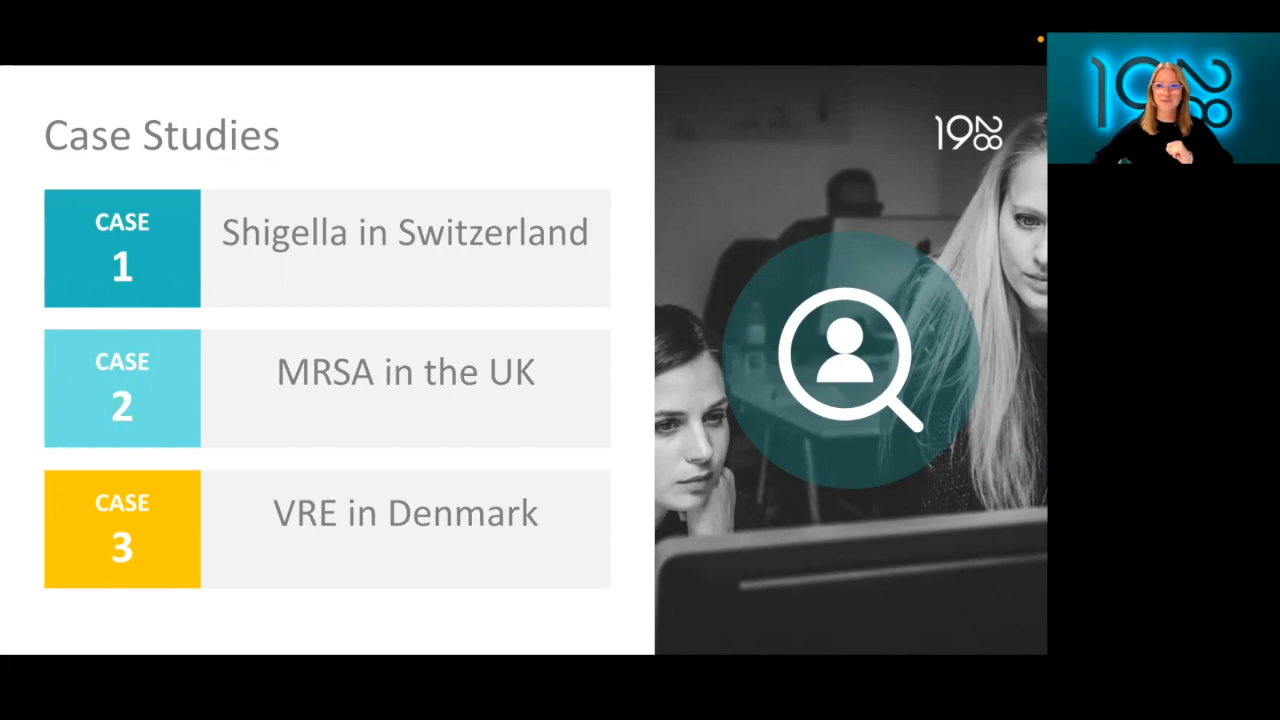 Case Studies
1928
CASE
1
Shigella in Switzerland
CASE
2
MRSA in the UK
CASE
3
VRE in Denmark
1928